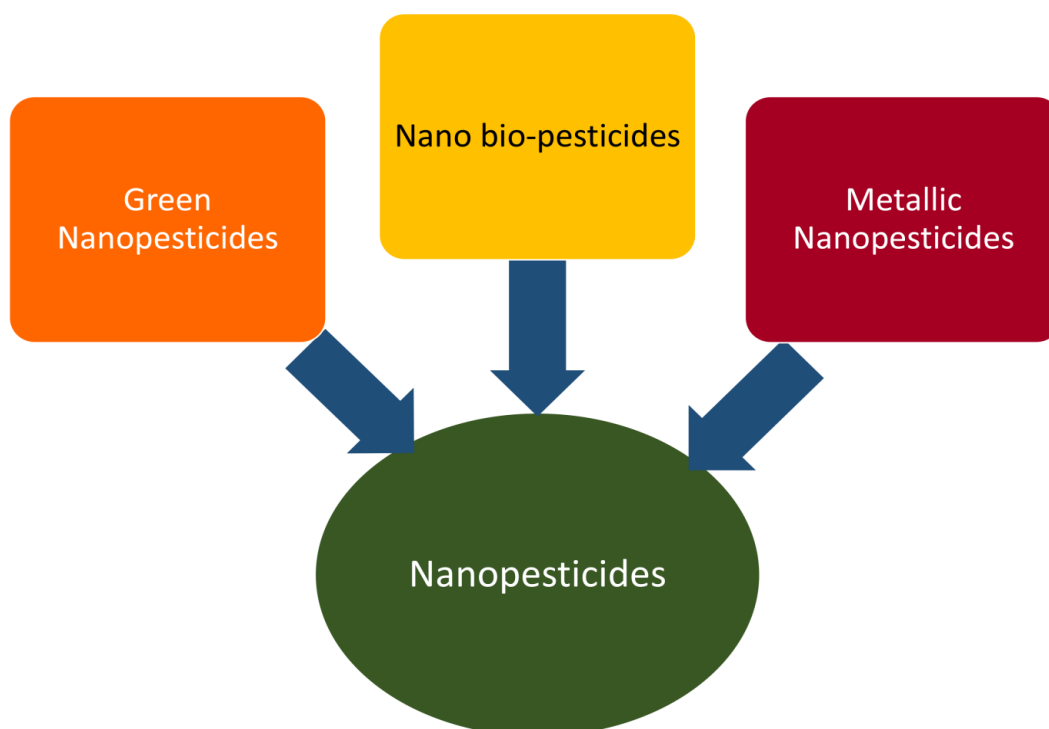 Nano bio-pesticides
Green
Nanopesticides
Metallic
Nanopesticides
Nanopesticides